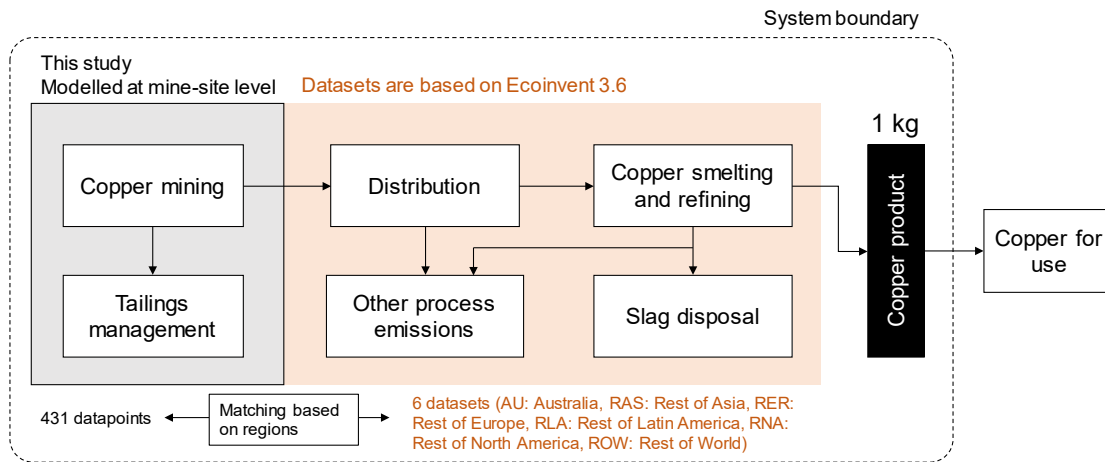 System boundary
This study
Modelled at mine-site level
Datasets are based on Ecoinvent 3.6
1 kg
Copper mining
Distribution
Copper smelting
and refining
Copper product
Copper for
use
Tailings
management
Other process
emissions
Slag disposal
431 datapoints
Matching based
on regions
6 datasets (AU: Australia, RAS: Rest of Asia, RER:
Rest of Europe, RLA: Rest of Latin America, RNA:
Rest of North America, ROW: Rest of World)